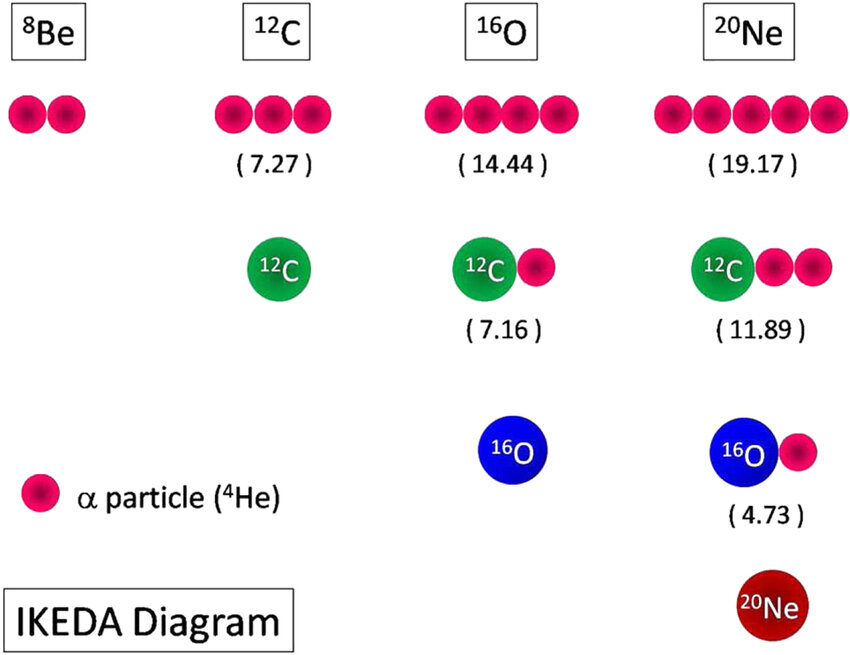 ⁸Be ¹²C ¹⁶O ²⁰Ne
( 7.27 ) ( 14.44 ) ( 19.17 )
¹²C ¹²C ¹²C
( 7.16 ) ( 11.89 )
¹⁶O ¹⁶O
α particle (⁴He)
( 4.73 )
²⁰Ne
IKEDA Diagram